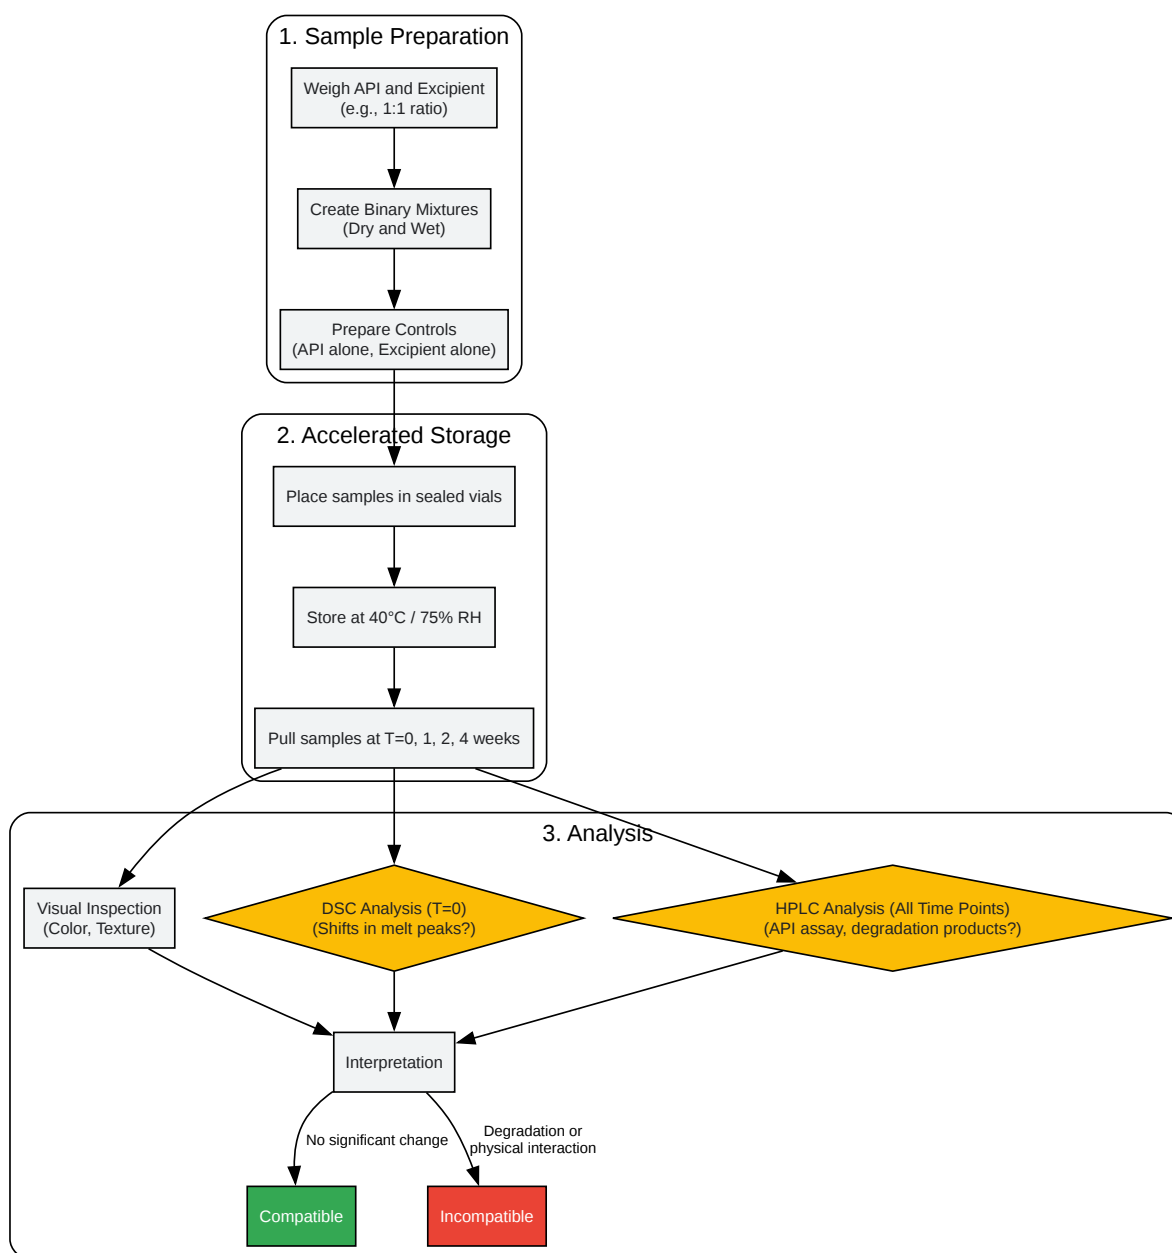 1. Sample Preparation
Weigh API and Excipient
(e.g., 1:1 ratio)
Create Binary Mixtures
(Dry and Wet)
Prepare Controls
(API alone, Excipient alone)
2. Accelerated Storage
Place samples in sealed vials
Store at 40°C / 75% RH
Pull samples at T=0, 1, 2, 4 weeks
3. Analysis
Visual Inspection
(Color, Texture)
DSC Analysis (T=0)
(Shifts in melt peaks?)
HPLC Analysis (All Time Points)
(API assay, degradation products?)
Interpretation
No significant change
Degradation or
physical interaction
Compatible
Incompatible